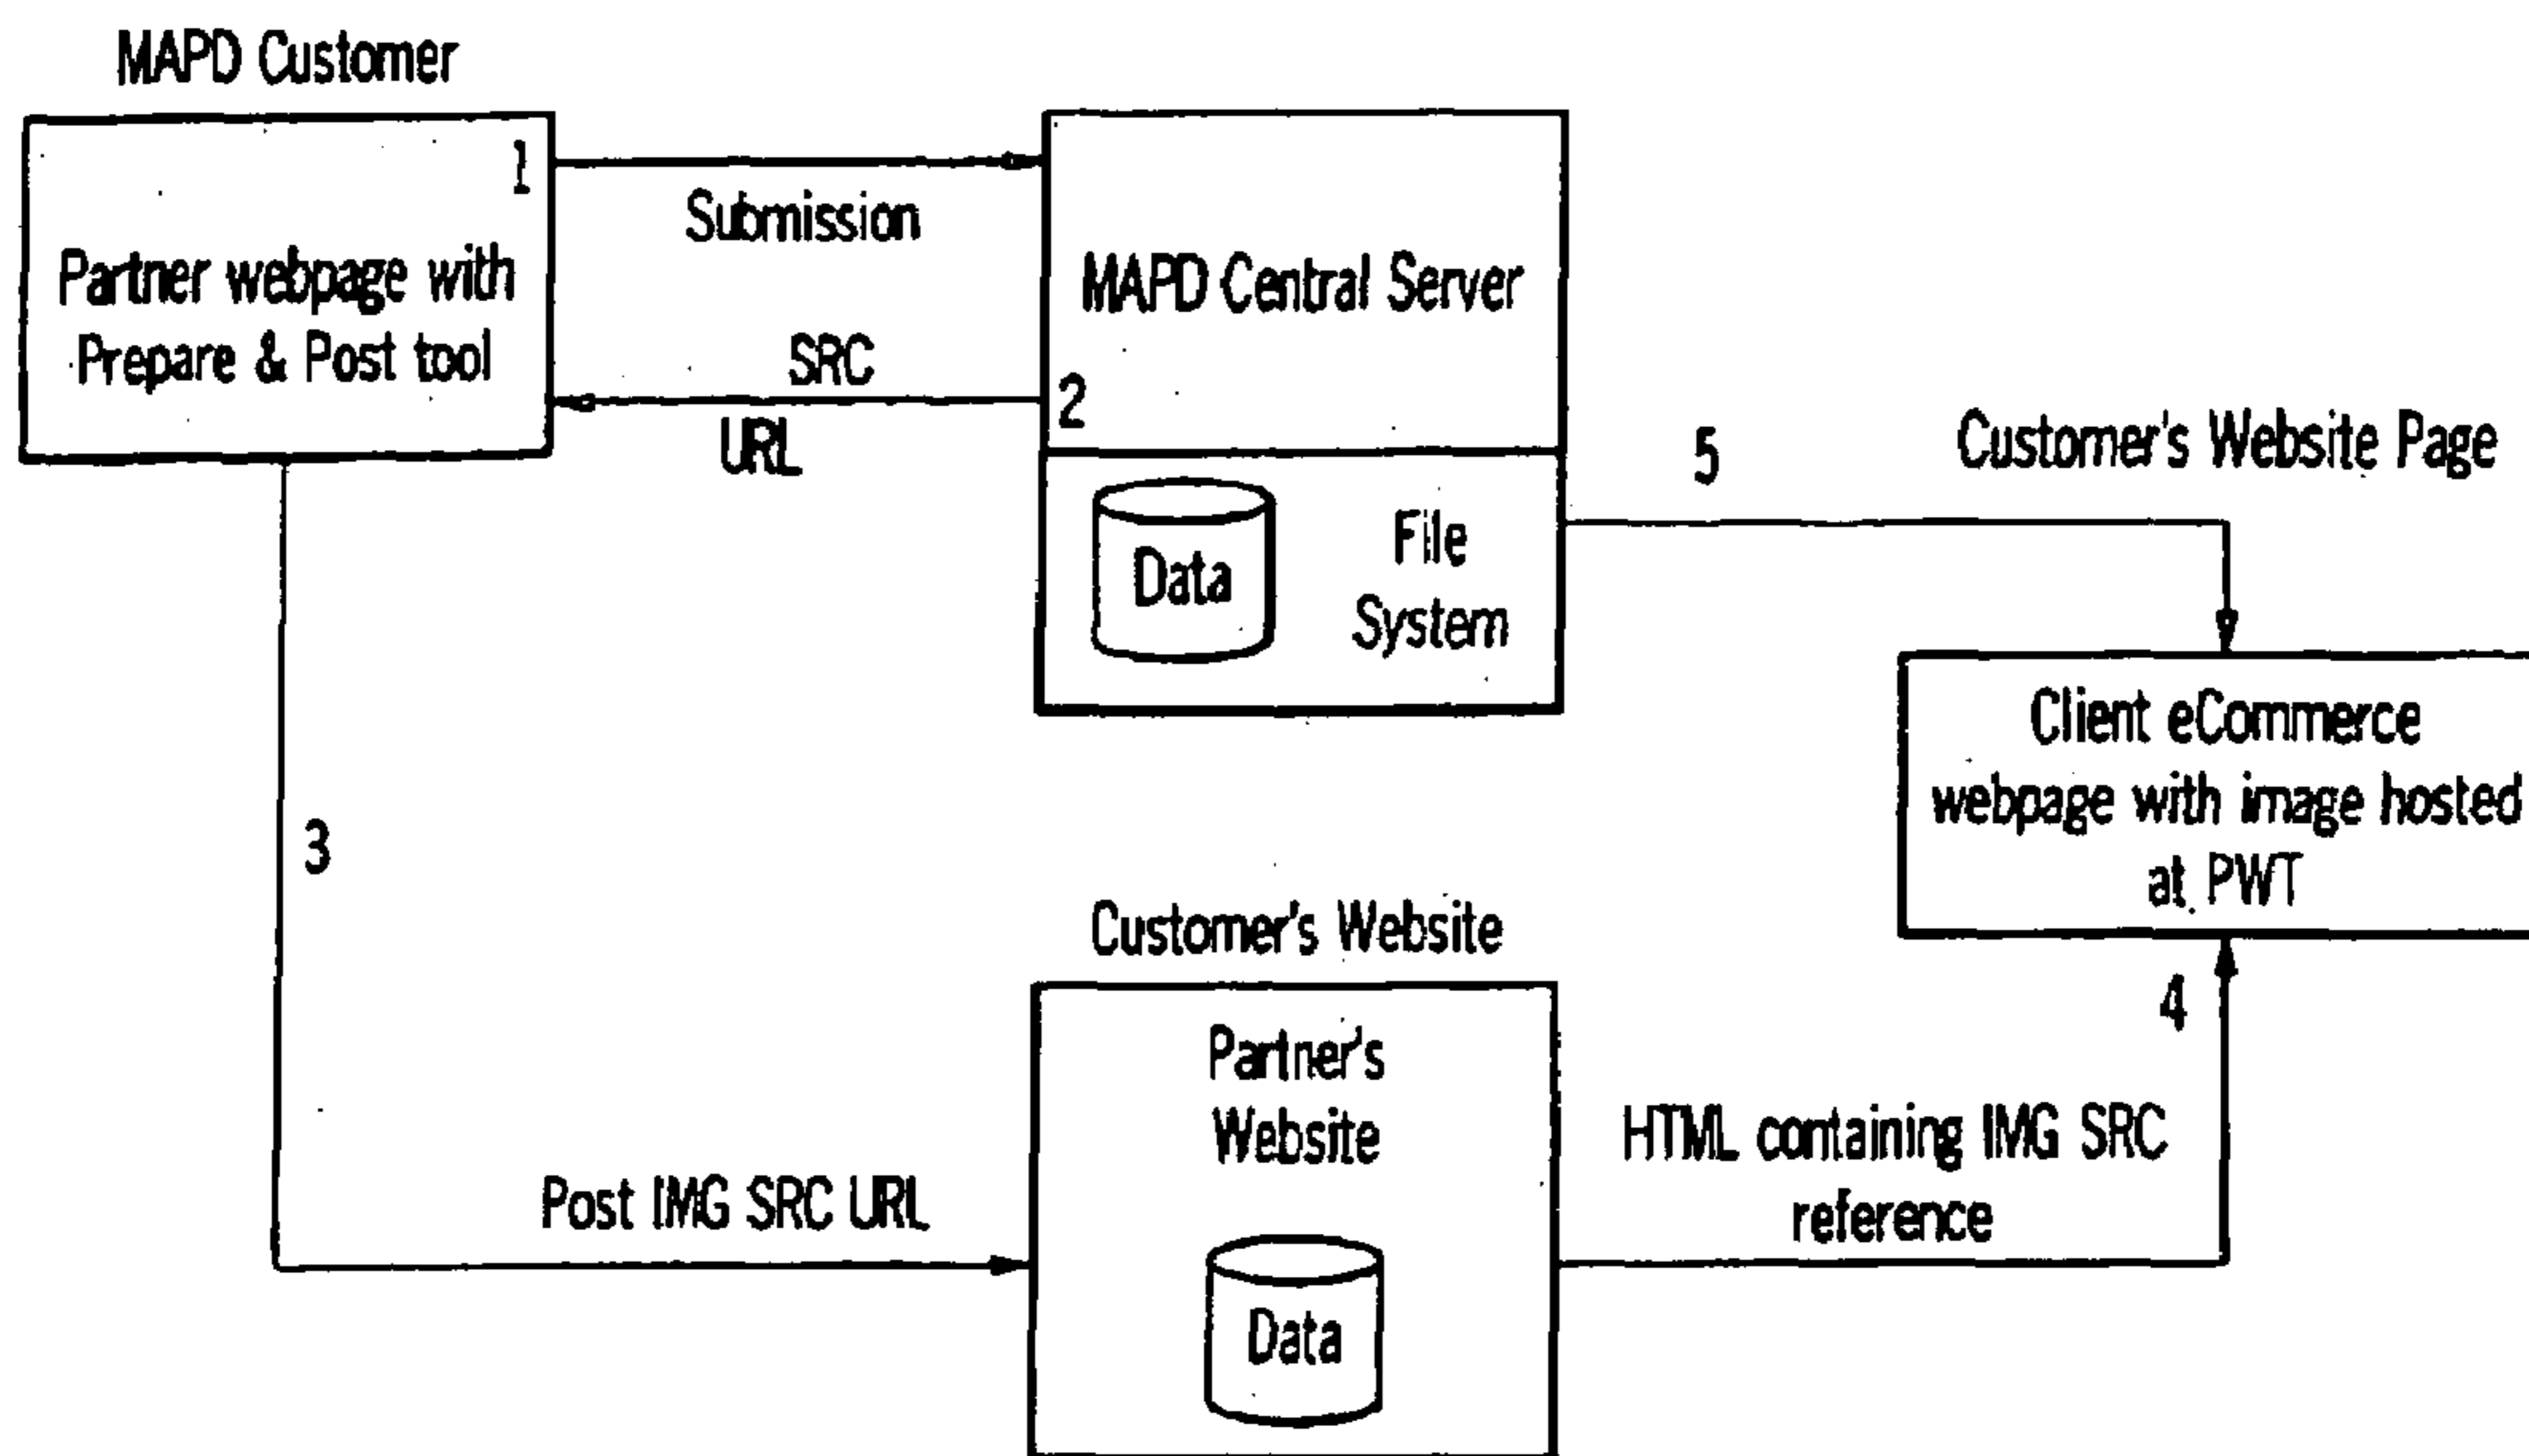 MAPD Customer
1
Partner webpage with
Prepare & Post tool
Submission
SRC
URL
MAPD Central Server
2
Data
File
System
5
Customer's Website Page
Client eCommerce
webpage with image hosted
at PWT
3
Post IMG SRC URL
Customer's Website
Partner's
Website
Data
4
HTML containing IMG SRC
reference